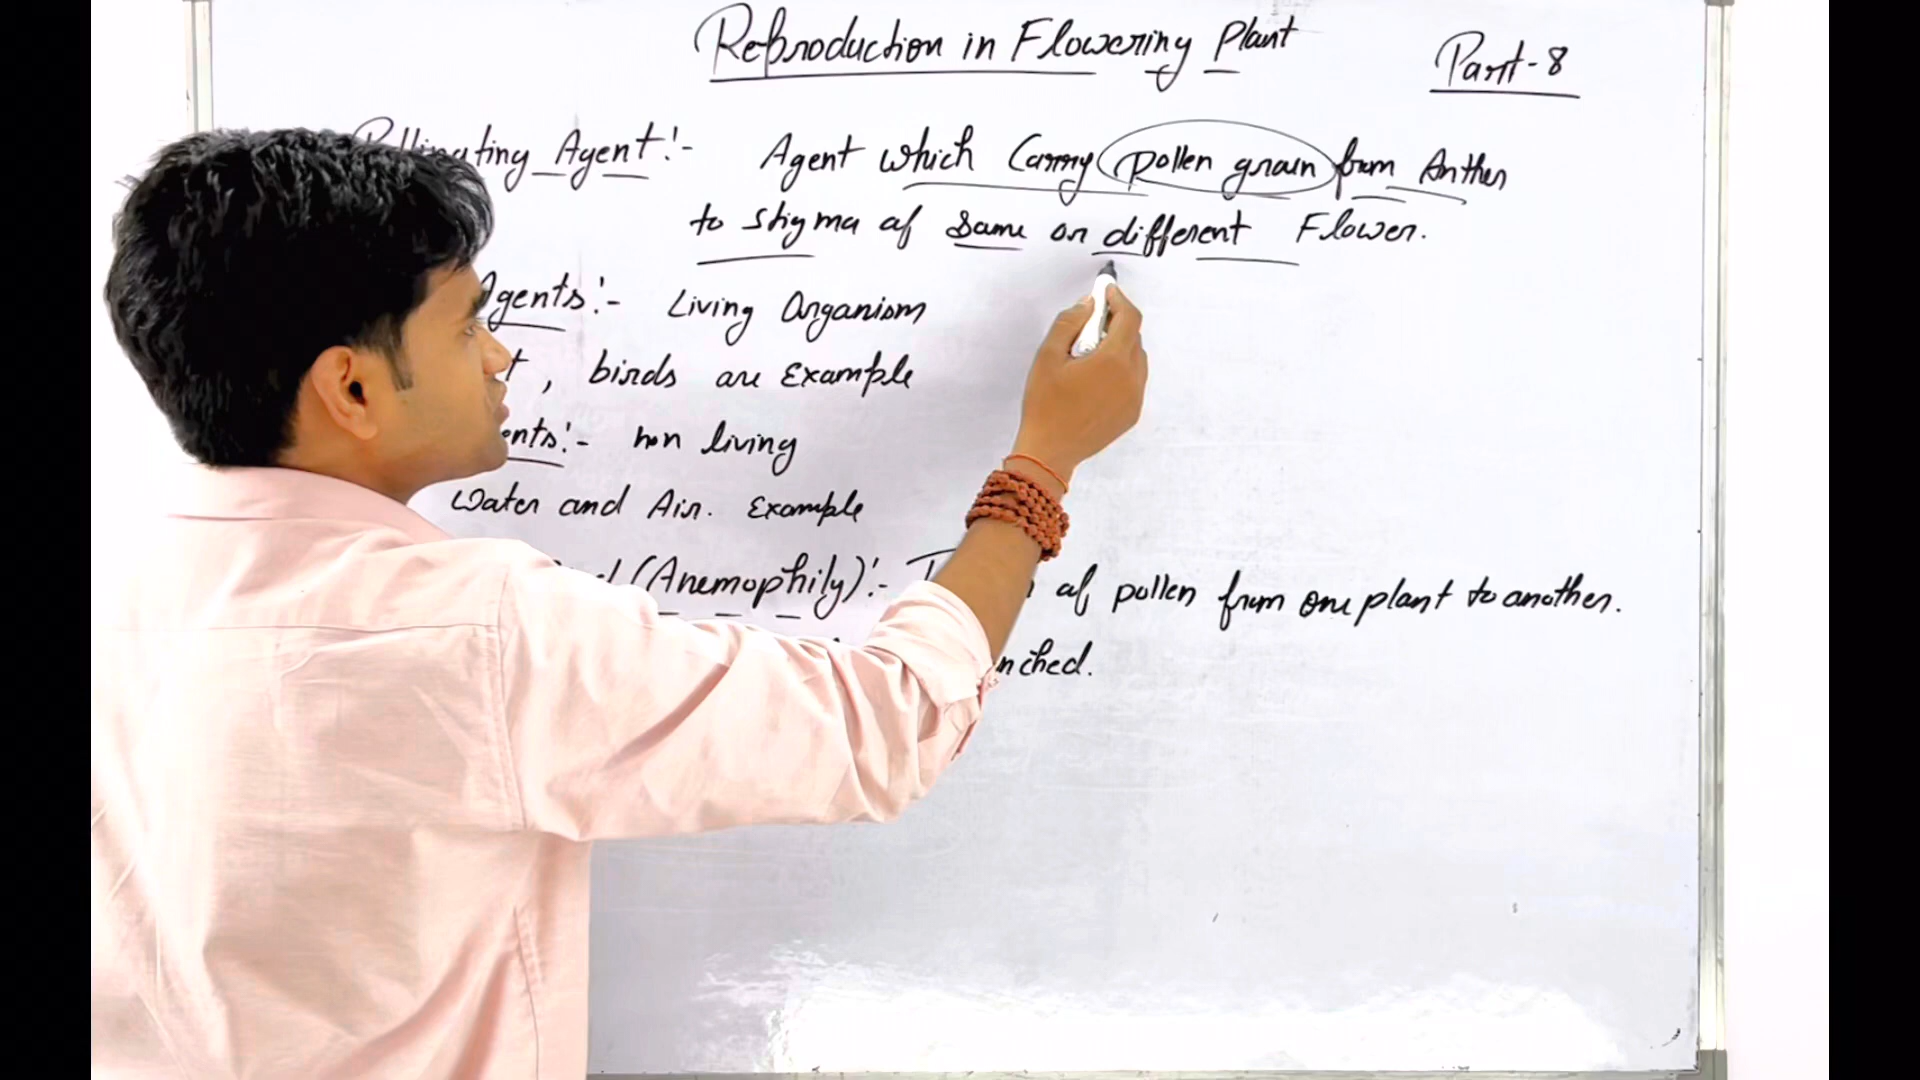 Reproduction in Flowering Plant
Part-8
Agent:- Agent which Carry pollen grain from Anther
to stigma of same or different Flower.
Agents:- Living Organism
, birds are Example
non living
Water and Air. Example
(Anemophily):- of pollen from one plant to another.